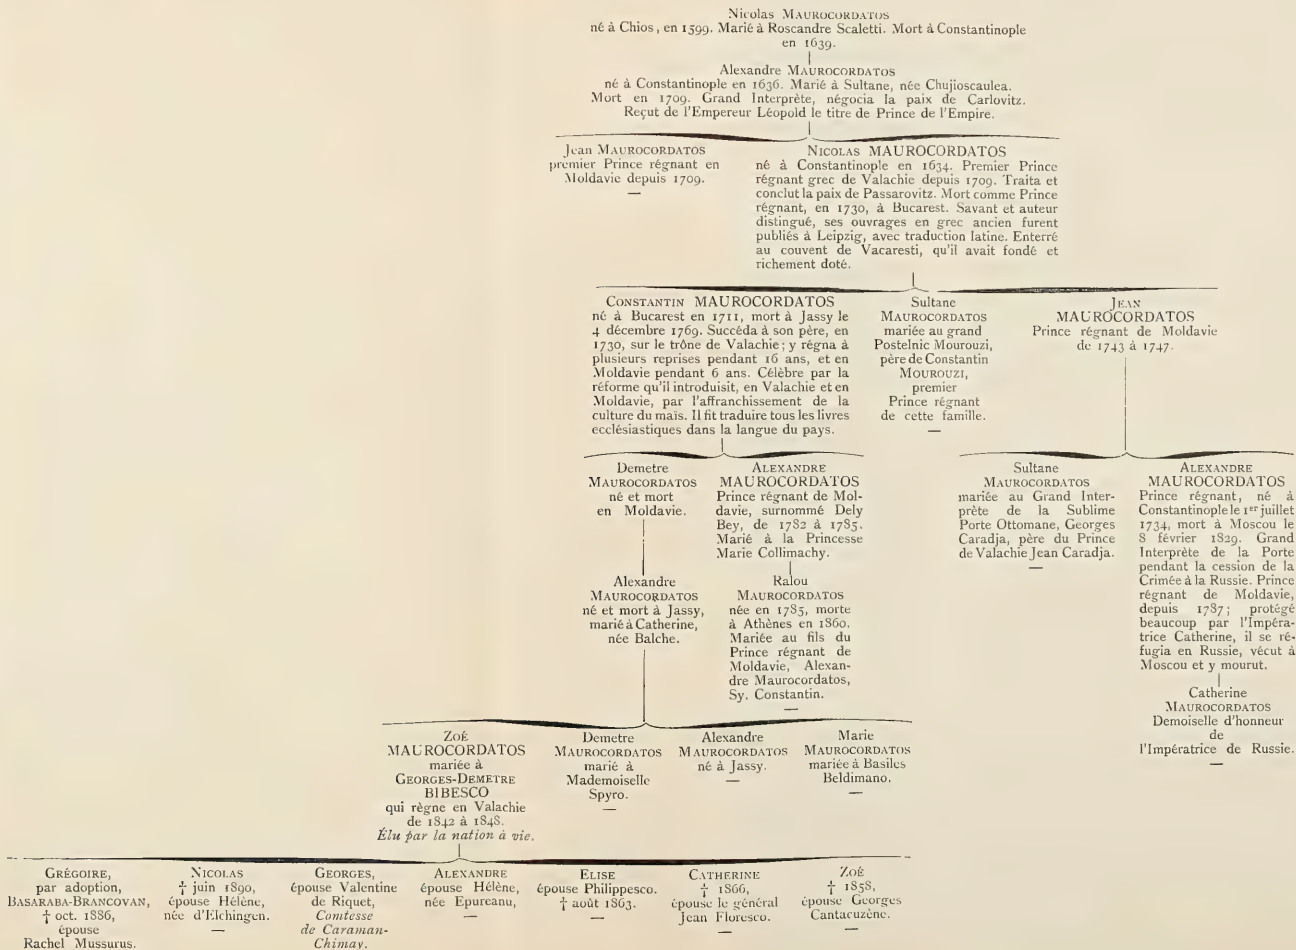 Nicolas MAUROCORDATOS
né à Chios, en 1599. Marié à Roscandre Scaletti. Mort à Constantinople
en 1639.
Alexandre MAUROCORDATOS
né à Constantinople en 1636. Marié à Sultane, née Chujioscaulea.
Mort en 1709. Grand Interprète, négocia la paix de Carlovitz.
Reçut de l'Empereur Léopold le titre de Prince de l'Empire.
Jean MAUROCORDATOS
premier Prince régnant en
Moldavie depuis 1709.
NICOLAS MAUROCORDATOS
né à Constantinople en 1634. Premier Prince
régnant grec de Valachie depuis 1709. Traita et
conclut la paix de Passarovitz. Mort comme Prince
régnant, en 1730, à Bucarest. Savant et auteur
distingué, ses ouvrages en grec ancien furent
publiés à Leipzig, avec traduction latine. Enterré
au couvent de Vacaresti, qu'il avait fondé et
richement doté.
CONSTANTIN MAUROCORDATOS
né à Bucarest en 1711, mort à Jassy le
4 décembre 1769. Succéda à son père, en
1730, sur le trône de Valachie; y régna à
plusieurs reprises pendant 16 ans, et en
Moldavie pendant 6 ans. Célèbre par la
réforme qu'il introduisit, en Valachie et en
Moldavie, par l'affranchissement de la
culture du maïs. Il fit traduire tous les livres
ecclésiastiques dans la langue du pays.
Sultane
MAUROCORDATOS
mariée au grand
Postelnic Mourouzi,
père de Constantin
MOUROUZI,
premier
Prince régnant
de cette famille.
JEAN
MAUROCORDATOS
Prince régnant de Moldavie
de 1743 à 1747.
Demetre
MAUROCORDATOS
né et mort
en Moldavie.
ALEXANDRE
MAUROCORDATOS
Prince régnant de Mol-
davie, surnommé Dely
Bey, de 1782 à 1785.
Marié à la Princesse
Marie Collimachy.
Sultane
MAUROCORDATOS
mariée au Grand Inter-
prète de la Sublime
Porte Ottomane, Georges
Caradja, père du Prince
de Valachie Jean Caradja.
ALEXANDRE
MAUROCORDATOS
Prince régnant, né à
Constantinople le 1er juillet
1734, mort à Moscou le
8 février 1829. Grand
Interprète de la Porte
pendant la cession de la
Crimée à la Russie. Prince
régnant de Moldavie,
depuis 1787; protégé
beaucoup par l'Impéra-
trice Catherine, il se ré-
fugia en Russie, vécut à
Moscou et y mourut.
Alexandre
MAUROCORDATOS
né et mort à Jassy,
marié à Catherine,
née Balche.
Ralou
MAUROCORDATOS
née en 1785, morte
à Athènes en 1860.
Mariée au fils du
Prince régnant de
Moldavie, Alexan-
dre Maurocordatos,
Sy. Constantin.
Catherine
MAUROCORDATOS
Demoiselle d'honneur
de
l'Impératrice de Russie.
ZOÉ
MAUROCORDATOS
mariée à
GEORGES-DEMETRE
BIBESCO
qui règne en Valachie
de 1842 à 1848.
Élu par la nation à vie.
Demetre
MAUROCORDATOS
marié à
Mademoiselle
Spyro.
Alexandre
MAUROCORDATOS
né à Jassy.
Marie
MAUROCORDATOS
mariée à Basiles
Beldimano.
GRÉGOIRE,
par adoption,
BASARABA-BRANCOVAN,
† oct. 1886,
épouse
Rachel Mussurus.
NICOLAS
† juin 1890,
épouse Hélène,
née d'Elchingen.
GEORGES,
épouse Valentine
de Riquet,
Comtesse
de Caraman-
Chimay.
ALEXANDRE
épouse Hélène,
née Epureanu,
ELISE
épouse Philippesco.
† août 1863.
CATHERINE
† 1866,
épouse le général
Jean Floresco.
ZOÉ
† 1858,
épouse Georges
Cantacuzène.